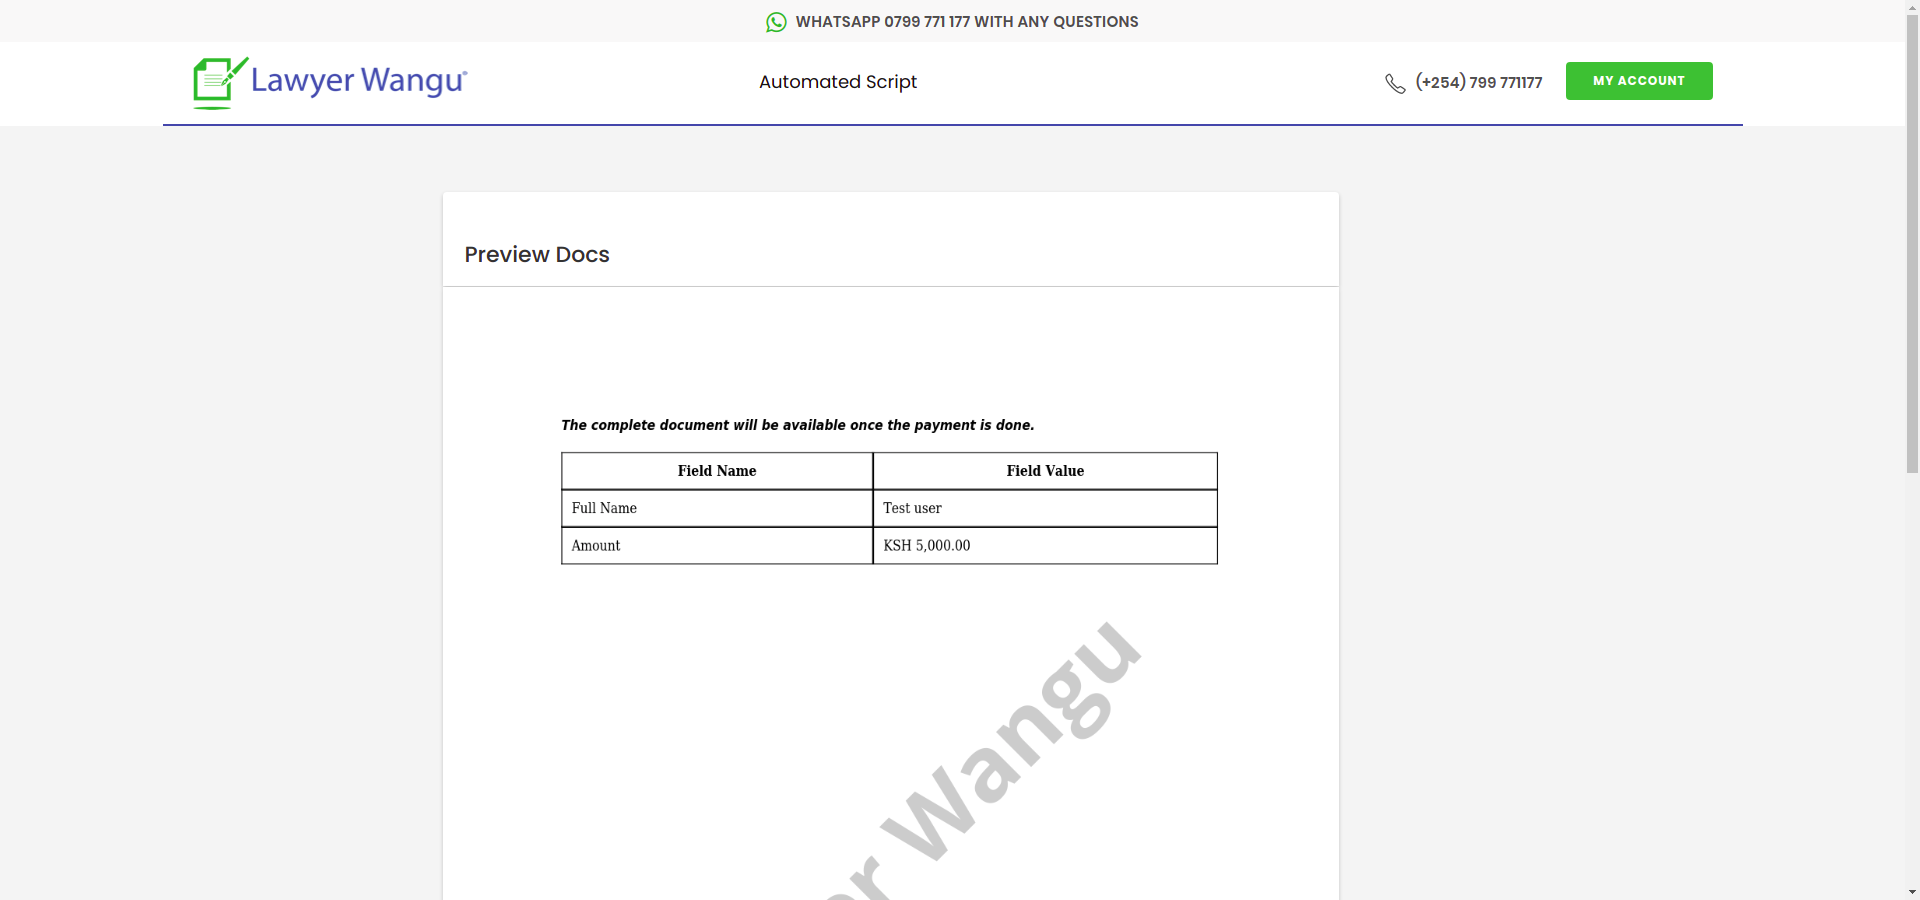 WHATSAPP 0799 771 177 WITH ANY QUESTIONS
Lawyer Wangu®
Automated Script
(+254) 799 771177
MY ACCOUNT
Preview Docs
The complete document will be available once the payment is done.
Field Name Field Value
Full Name Test user
Amount KSH 5,000.00
er Wangu